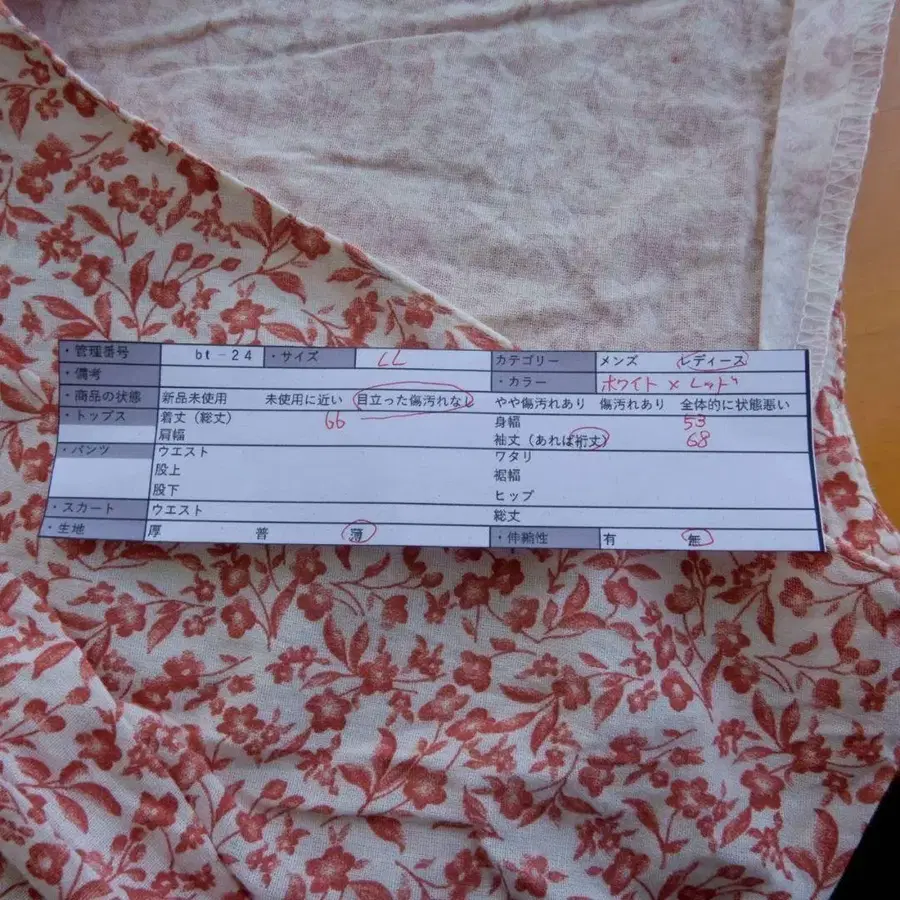 ・管理番号 bt-24 ・サイズ LL カテゴリー メンズ レディース
・備考 ・カラー ホワイト × レッド
・商品の状態 新品未使用 未使用に近い 目立った傷汚れなし やや傷汚れあり 傷汚れあり 全体的に状態悪い
・トップス 着丈（総丈） 66 身幅 53
肩幅 袖丈（あれば裄丈） 68
・パンツ ウエスト ワタリ
股上 裾幅
股下 ヒップ
・スカート ウエスト 総丈
・生地 厚 普 薄 ・伸縮性 有 無